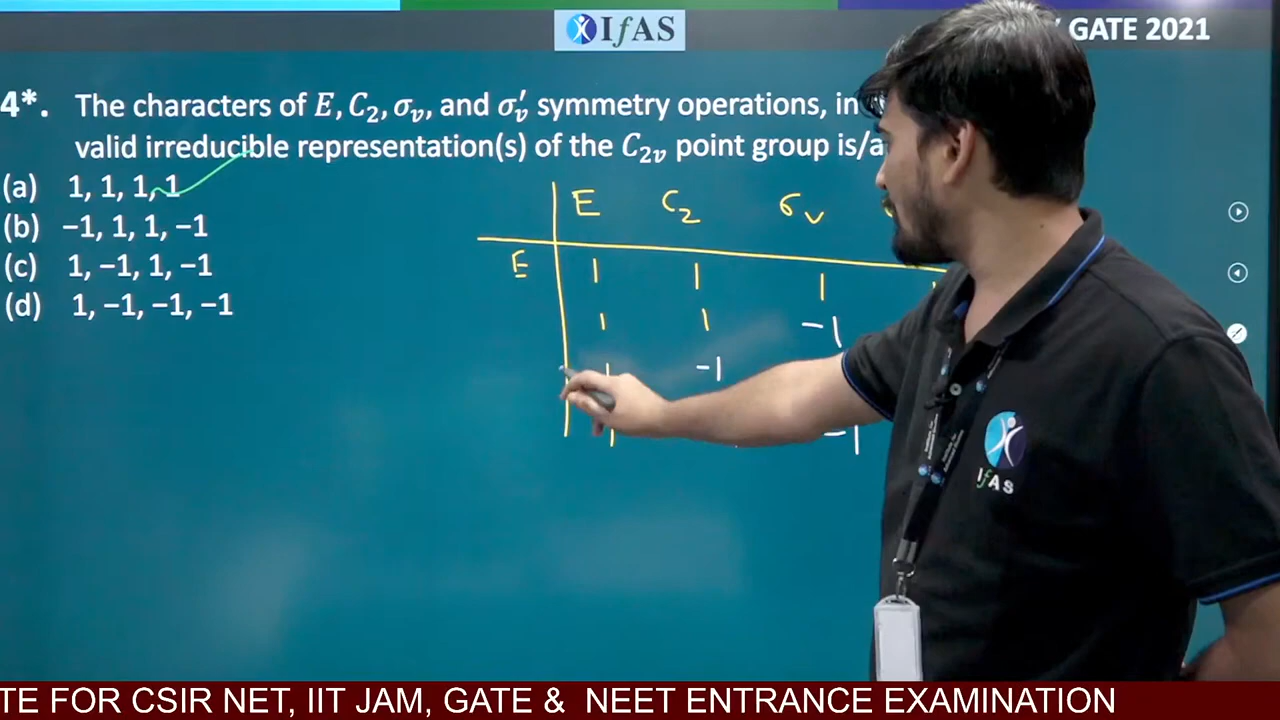 IfAS
GATE 2021
4*. The characters of E, C₂, σᵥ, and σᵥ′ symmetry operations, in
valid irreducible representation(s) of the C₂ᵥ point group is/a
(a) 1, 1, 1, 1
(b) −1, 1, 1, −1
(c) 1, −1, 1, −1
(d) 1, −1, −1, −1
E C₂ σᵥ
E 1 1 1
1 1 −1
1 −1
1 −1
IfAS
TE FOR CSIR NET, IIT JAM, GATE & NEET ENTRANCE EXAMINATION